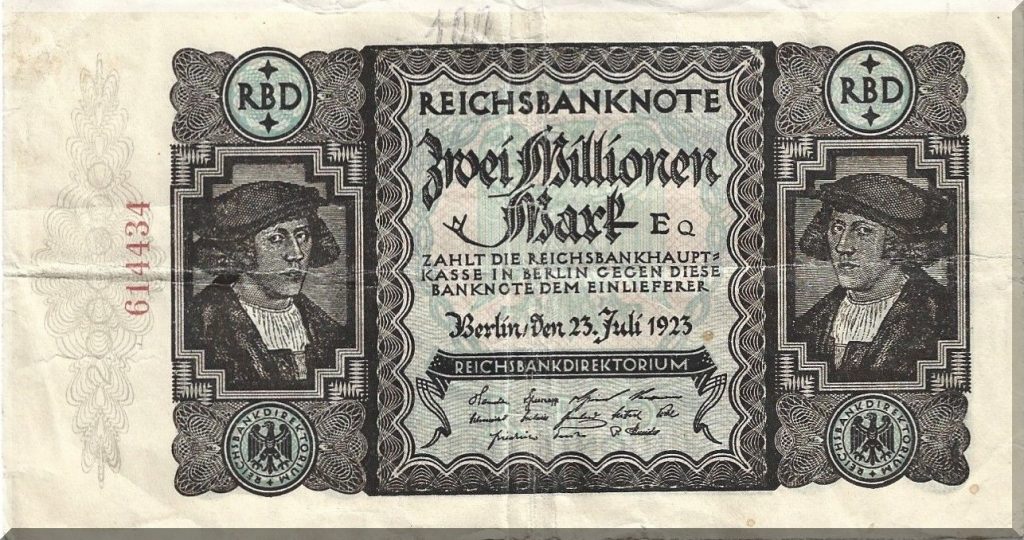 RBD
REICHSBANKNOTE
RBD
Zwei Millionen
Mark EQ
ZAHLT DIE REICHSBANKHAUPT-
KASSE IN BERLIN GEGEN DIESE
BANKNOTE DEM EINLIEFERER
Berlin, den 23. Juli 1923
REICHSBANKDIREKTORIUM
614434
REICHSBANKDIREKTORIUM
REICHSBANKDIREKTORIUM